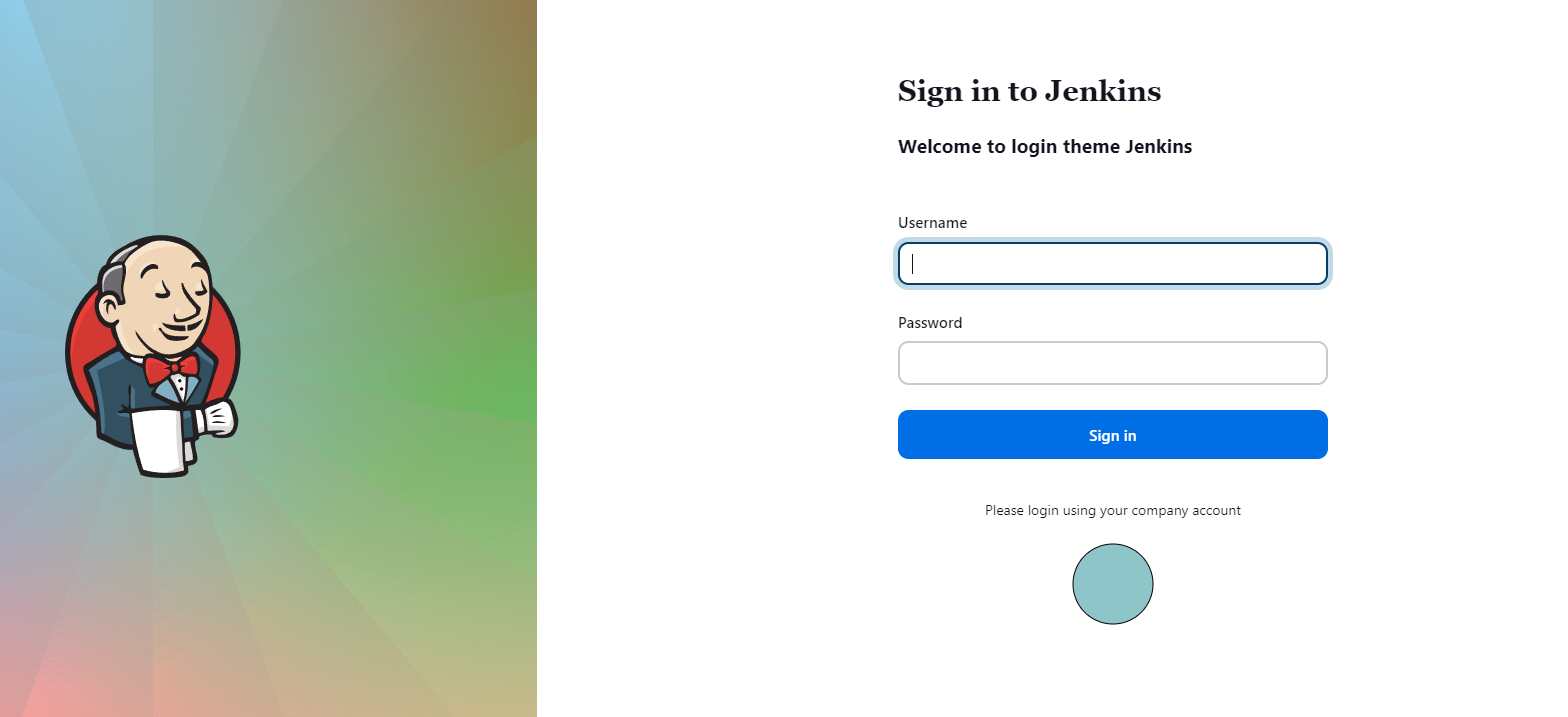 Sign in to Jenkins
Welcome to login theme Jenkins
Username
Password
Sign in
Please login using your company account